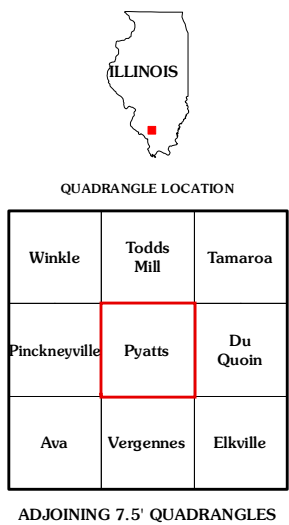 ILLINOIS
QUADRANGLE LOCATION
Winkle
Todds
Mill
Tamaroa
Pinckneyville
Pyatts
Du
Quoin
Ava
Vergennes
Elkville
ADJOINING 7.5' QUADRANGLES